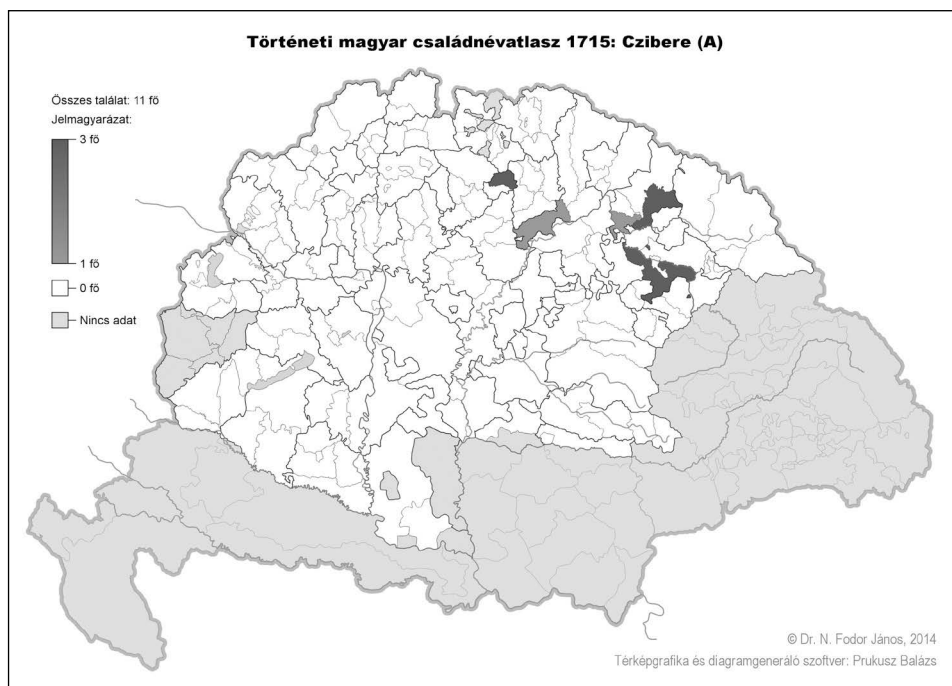 Történeti magyar családnévatlasz 1715: Czibere (A)
Összes találat: 11 fő
Jelmagyarázat:
3 fő
1 fő
0 fő
Nincs adat
© Dr. N. Fodor János, 2014
Térképgrafika és diagramgeneráló szoftver: Prukusz Balázs